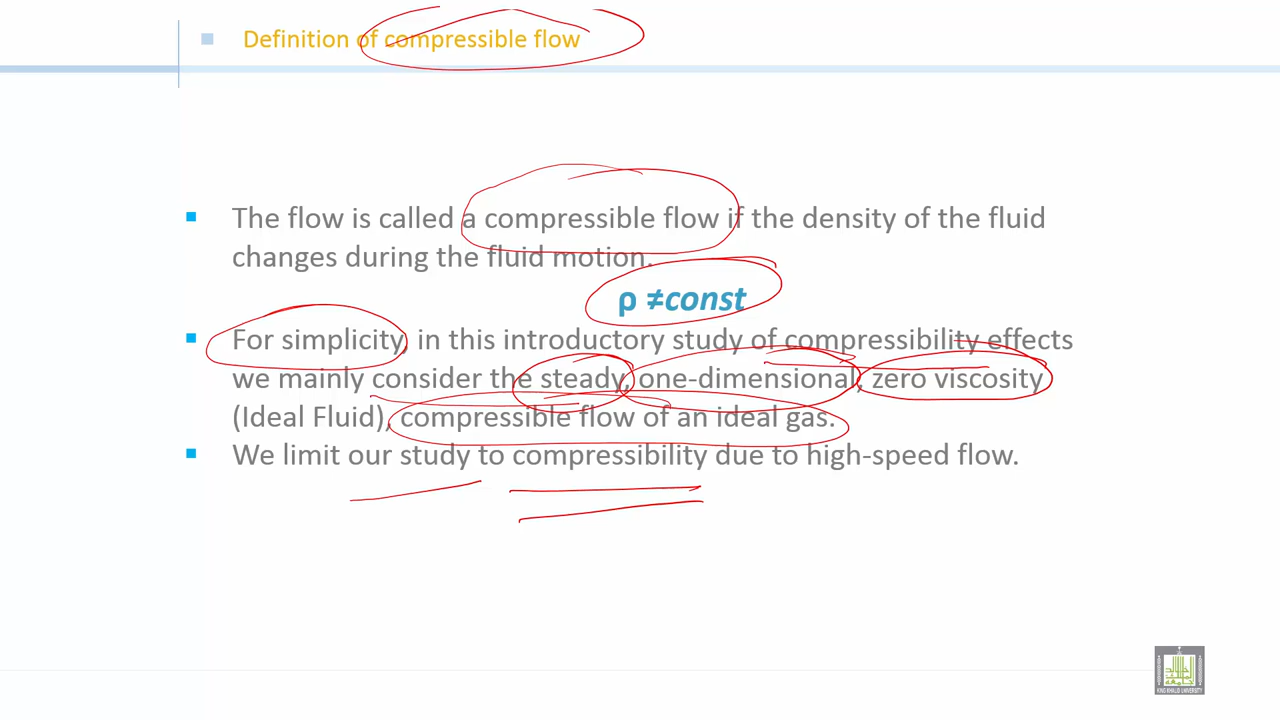 Definition of compressible flow
The flow is called a compressible flow if the density of the fluid
changes during the fluid motion.
ρ ≠const
For simplicity, in this introductory study of compressibility effects
we mainly consider the steady, one-dimensional, zero viscosity
(Ideal Fluid), compressible flow of an ideal gas.
We limit our study to compressibility due to high-speed flow.
KING KHALID UNIVERSITY